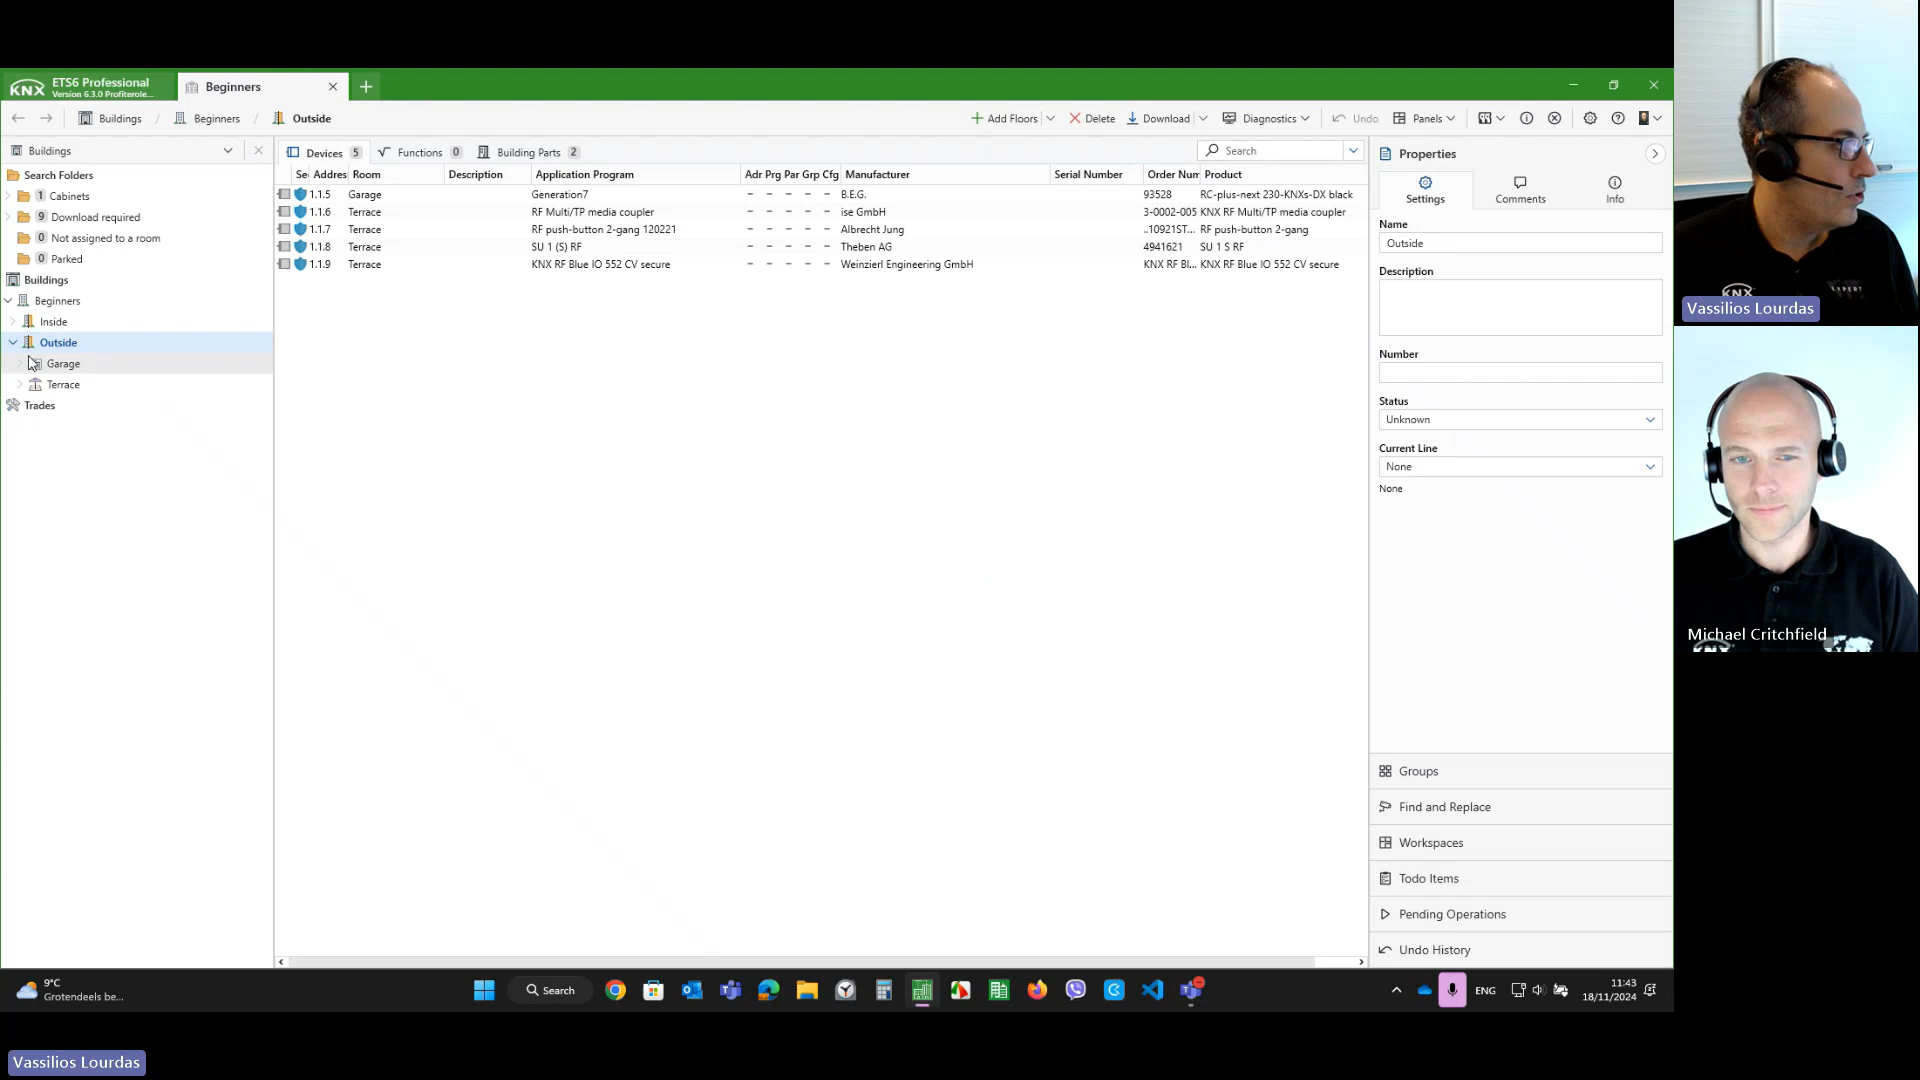 KNX
ETS6 Professional
Version 6.3.0 Profiterole...
Beginners
Buildings / Beginners / Outside
Add Floors
Delete
Download
Diagnostics
Undo
Panels
Buildings
Search Folders
1 Cabinets
9 Download required
0 Not assigned to a room
0 Parked
Buildings
Beginners
Inside
Outside
Garage
Terrace
Trades
Devices 5
Functions 0
Building Parts 2
Search
Se Addres Room Description Application Program Adr Prg Par Grp Cfg Manufacturer Serial Number Order Num Product
1.1.5 Garage Generation7 – – – – – B.E.G. 93528 RC-plus-next 230-KNXs-DX black
1.1.6 Terrace RF Multi/TP media coupler – – – – – ise GmbH 3-0002-005 KNX RF Multi/TP media coupler
1.1.7 Terrace RF push-button 2-gang 120221 – – – – – Albrecht Jung ..10921ST... RF push-button 2-gang
1.1.8 Terrace SU 1 (S) RF – – – – – Theben AG 4941621 SU 1 S RF
1.1.9 Terrace KNX RF Blue IO 552 CV secure – – – – – Weinzierl Engineering GmbH KNX RF Bl... KNX RF Blue IO 552 CV secure
Properties
Settings
Comments
Info
Name
Outside
Description
Number
Status
Unknown
Current Line
None
None
Groups
Find and Replace
Workspaces
Todo Items
Pending Operations
Undo History
9°C
Grotendeels be...
Search
ENG
11:43
18/11/2024
KNX
Vassilios Lourdas
Michael Critchfield
Vassilios Lourdas